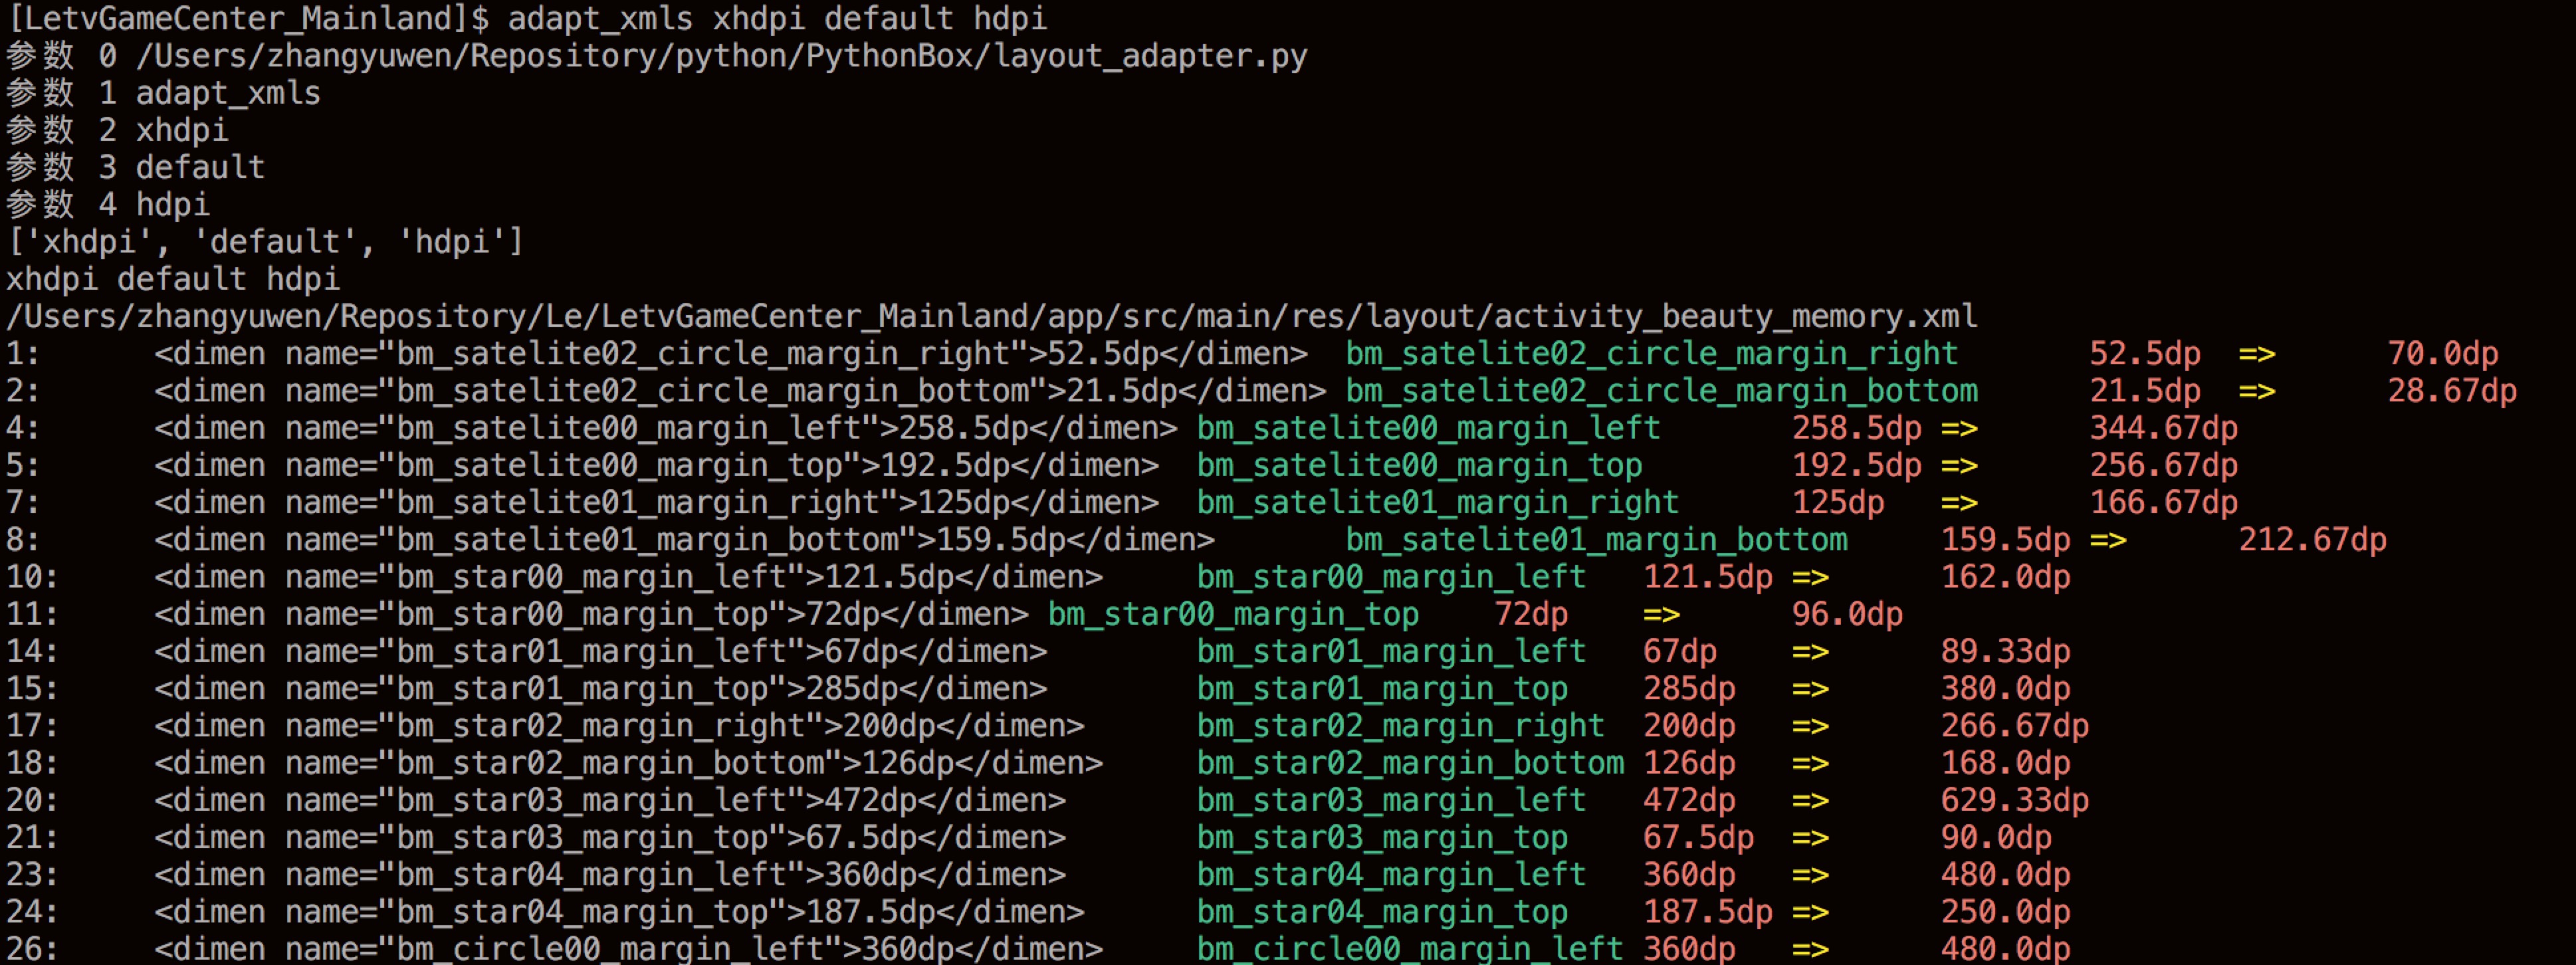 [LetvGameCenter_Mainland]$ adapt_xmls xhdpi default hdpi
参数 0 /Users/zhangyuwen/Repository/python/PythonBox/layout_adapter.py
参数 1 adapt_xmls
参数 2 xhdpi
参数 3 default
参数 4 hdpi
['xhdpi', 'default', 'hdpi']
xhdpi default hdpi
/Users/zhangyuwen/Repository/Le/LetvGameCenter_Mainland/app/src/main/res/layout/activity_beauty_memory.xml
1: <dimen name="bm_satelite02_circle_margin_right">52.5dp</dimen> bm_satelite02_circle_margin_right 52.5dp => 70.0dp
2: <dimen name="bm_satelite02_circle_margin_bottom">21.5dp</dimen> bm_satelite02_circle_margin_bottom 21.5dp => 28.67dp
4: <dimen name="bm_satelite00_margin_left">258.5dp</dimen> bm_satelite00_margin_left 258.5dp => 344.67dp
5: <dimen name="bm_satelite00_margin_top">192.5dp</dimen> bm_satelite00_margin_top 192.5dp => 256.67dp
7: <dimen name="bm_satelite01_margin_right">125dp</dimen> bm_satelite01_margin_right 125dp => 166.67dp
8: <dimen name="bm_satelite01_margin_bottom">159.5dp</dimen> bm_satelite01_margin_bottom 159.5dp => 212.67dp
10: <dimen name="bm_star00_margin_left">121.5dp</dimen> bm_star00_margin_left 121.5dp => 162.0dp
11: <dimen name="bm_star00_margin_top">72dp</dimen> bm_star00_margin_top 72dp => 96.0dp
14: <dimen name="bm_star01_margin_left">67dp</dimen> bm_star01_margin_left 67dp => 89.33dp
15: <dimen name="bm_star01_margin_top">285dp</dimen> bm_star01_margin_top 285dp => 380.0dp
17: <dimen name="bm_star02_margin_right">200dp</dimen> bm_star02_margin_right 200dp => 266.67dp
18: <dimen name="bm_star02_margin_bottom">126dp</dimen> bm_star02_margin_bottom 126dp => 168.0dp
20: <dimen name="bm_star03_margin_left">472dp</dimen> bm_star03_margin_left 472dp => 629.33dp
21: <dimen name="bm_star03_margin_top">67.5dp</dimen> bm_star03_margin_top 67.5dp => 90.0dp
23: <dimen name="bm_star04_margin_left">360dp</dimen> bm_star04_margin_left 360dp => 480.0dp
24: <dimen name="bm_star04_margin_top">187.5dp</dimen> bm_star04_margin_top 187.5dp => 250.0dp
26: <dimen name="bm_circle00_margin_left">360dp</dimen> bm_circle00_margin_left 360dp => 480.0dp